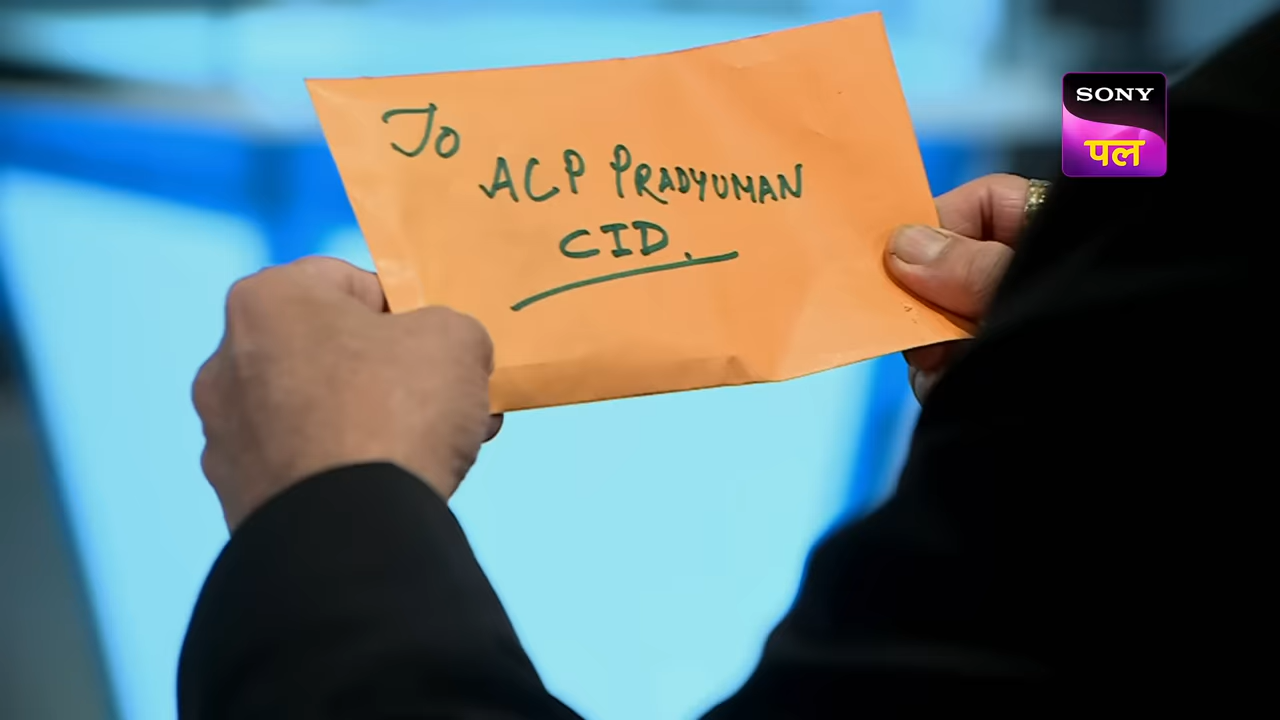 To
ACP PRADYUMAN
CID.
SONY
पल